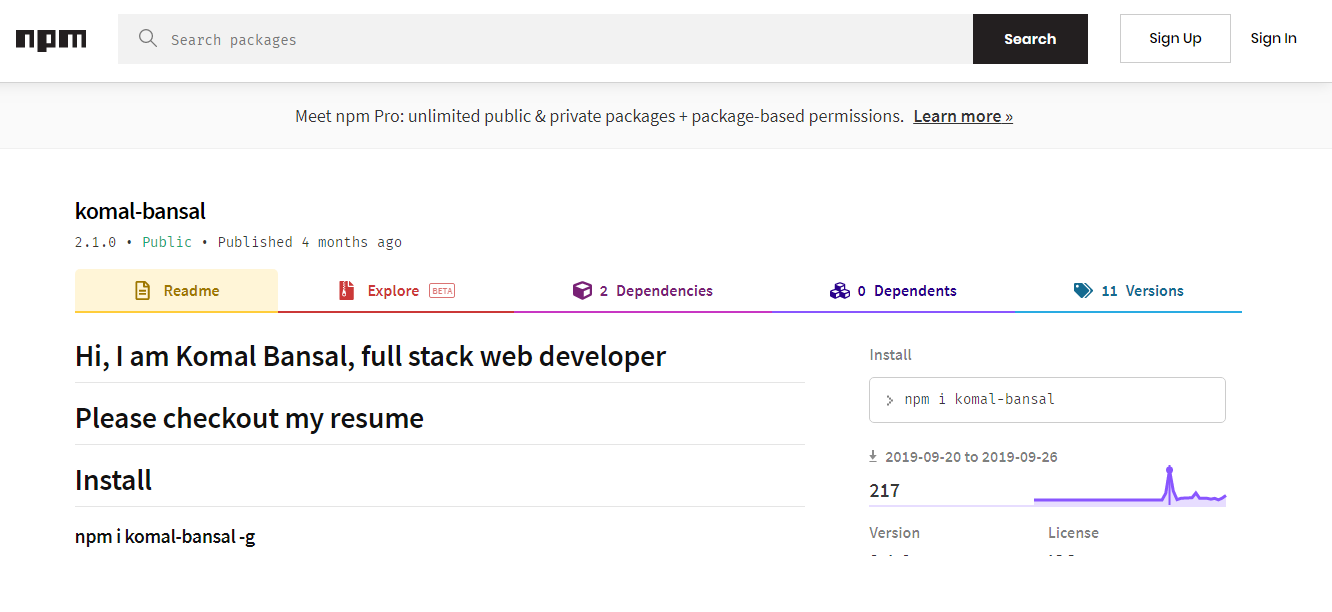 npm
Search packages
Search
Sign Up
Sign In
Meet npm Pro: unlimited public & private packages + package-based permissions. Learn more »
komal-bansal
2.1.0 • Public • Published 4 months ago
Readme
Explore BETA
2 Dependencies
0 Dependents
11 Versions
Hi, I am Komal Bansal, full stack web developer
Please checkout my resume
Install
npm i komal-bansal -g
Install
npm i komal-bansal
2019-09-20 to 2019-09-26
217
Version
License